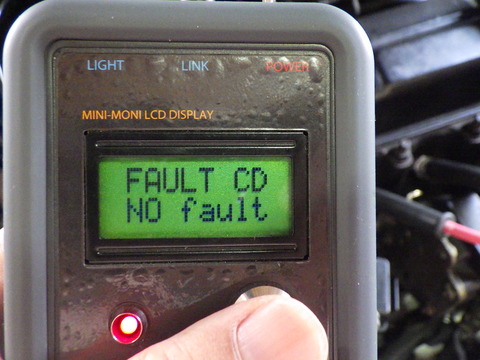 LIGHT LINK POWER
MINI-MONI LCD DISPLAY
FAULT CD
NO fault